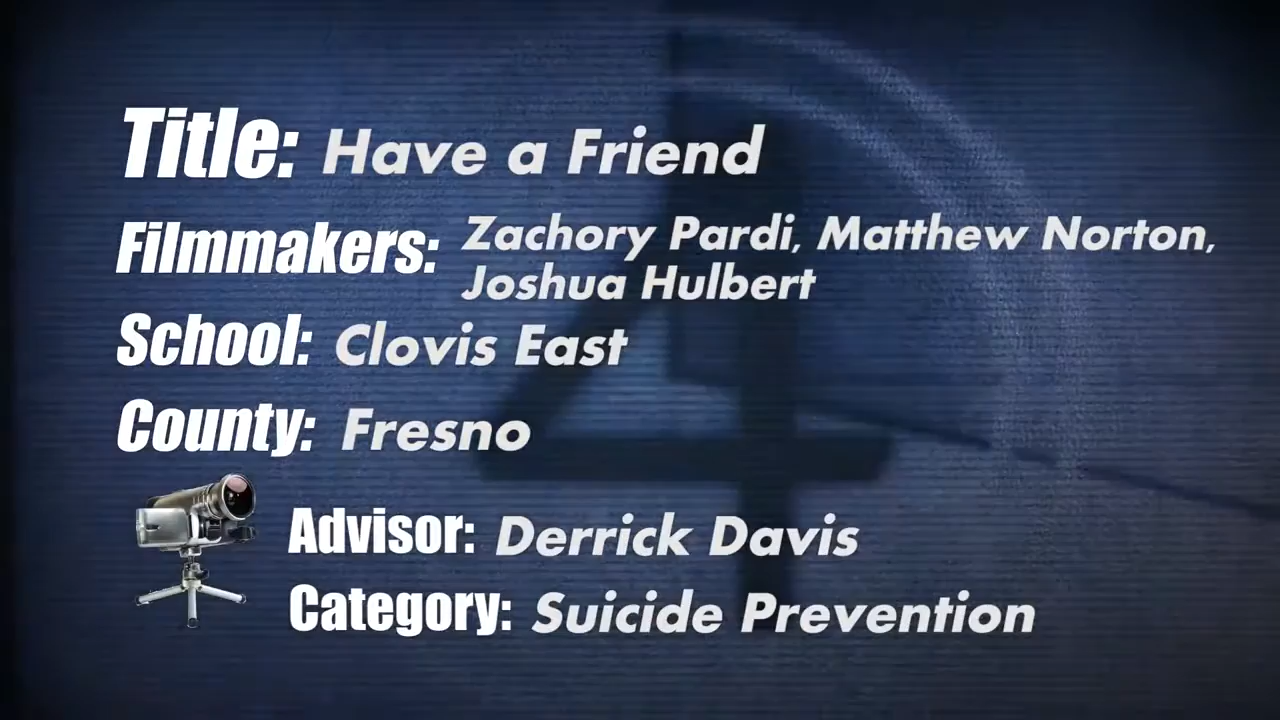 Title: Have a Friend
Filmmakers: Zachory Pardi, Matthew Norton,
Joshua Hulbert
School: Clovis East
County: Fresno
Advisor: Derrick Davis
Category: Suicide Prevention
4